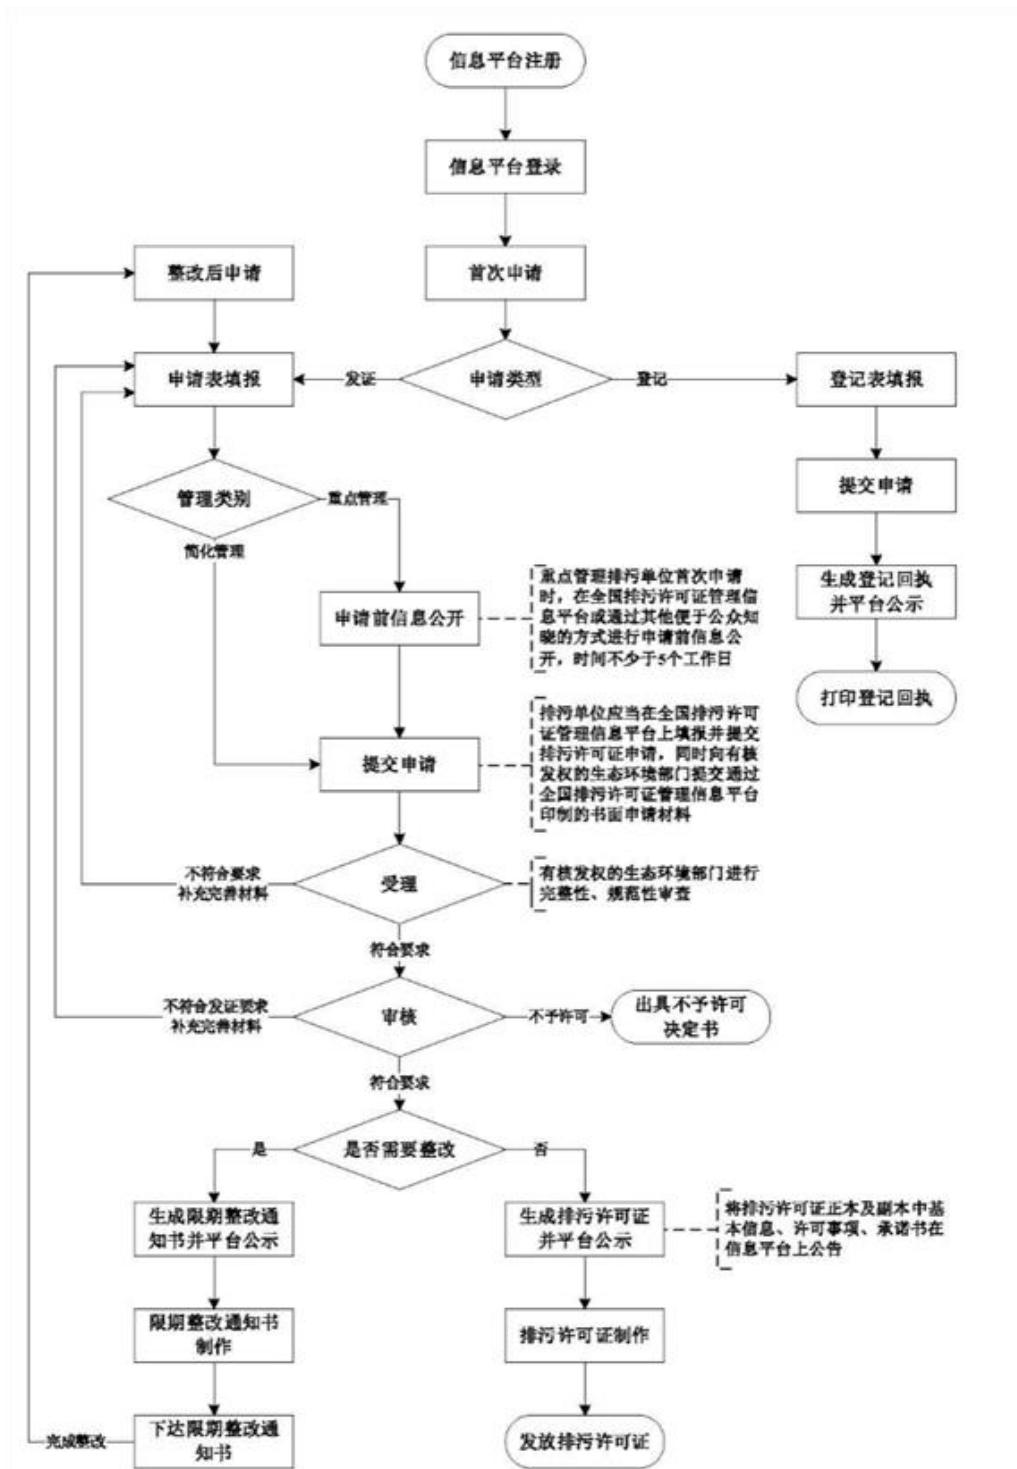 信息平台注册
信息平台登录
整改后申请
首次申请
申请表填报
发证
申请类型
登记
登记表填报
管理类别
重点管理
提交申请
简化管理
申请前信息公开
重点管理排污单位首次申请
时，在全国排污许可证管理信
息平台或通过其他便于公众知
晓的方式进行申请前信息公
开，时间不少于5个工作日
生成登记回执
并平台公示
打印登记回执
提交申请
排污单位应当在全国排污许可
证管理信息平台上填报并提交
排污许可证申请，同时向有核
发权的生态环境部门提交通过
全国排污许可证管理信息平台
印制的书面申请材料
不符合要求
补充完善材料
受理
有核发权的生态环境部门进行
完整性、规范性审查
符合要求
不符合发证要求
补充完善材料
审核
不予许可
出具不予许可
决定书
符合要求
是
是否需要整改
否
生成限期整改通
知书并平台公示
生成排污许可证
并平台公示
将排污许可证正本及副本中基
本信息、许可事项、承诺书在
信息平台上公告
限期整改通知书
制作
排污许可证制作
完成整改
下达限期整改通
知书
发放排污许可证